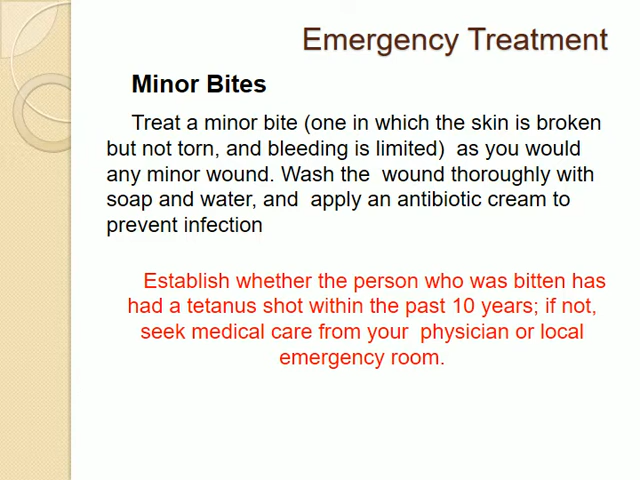 Emergency Treatment
Minor Bites
Treat a minor bite (one in which the skin is broken
but not torn, and bleeding is limited) as you would
any minor wound. Wash the wound thoroughly with
soap and water, and apply an antibiotic cream to
prevent infection
Establish whether the person who was bitten has
had a tetanus shot within the past 10 years; if not,
seek medical care from your physician or local
emergency room.